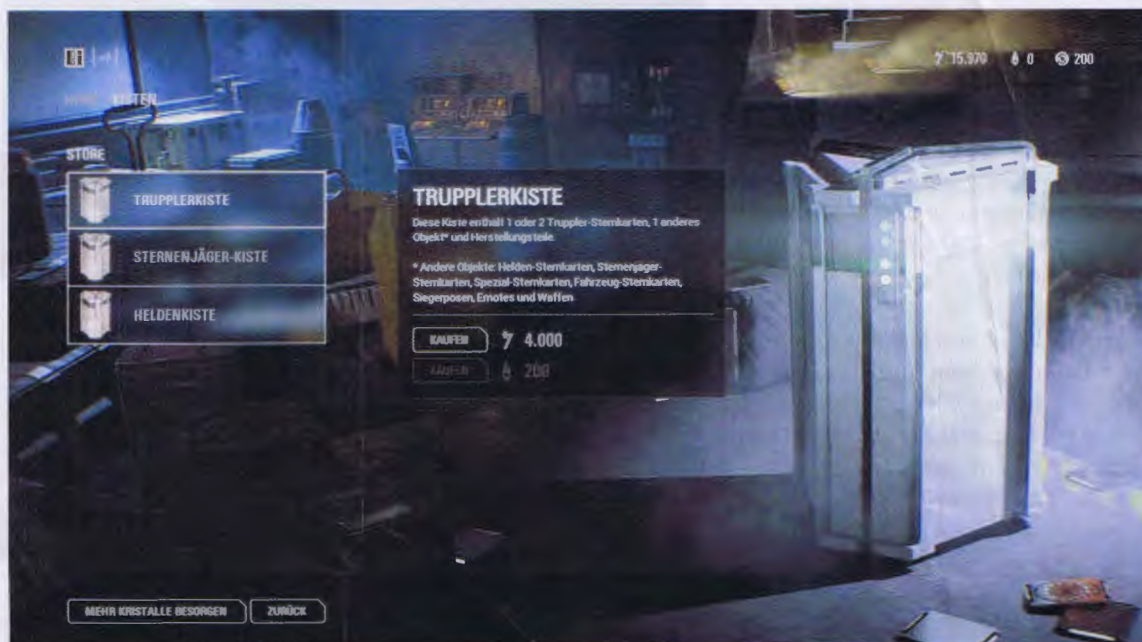 15.970 0 200
KISTEN
STORE
TRUPPLERKISTE
STERNENJÄGER-KISTE
HELDENKISTE
TRUPPLERKISTE
Diese Kiste enthält 1 oder 2 Truppler-Sternkarten, 1 anderes
Objekt* und Herstellungsteile.
* Andere Objekte: Helden-Sternkarten, Sternenjäger-
Sternkarten, Spezial-Sternkarten, Fahrzeug-Sternkarten,
Siegerposen, Emotes und Waffen
KAUFEN 4.000
KAUFEN 200
MEHR KRISTALLE BESORGEN ZURÜCK